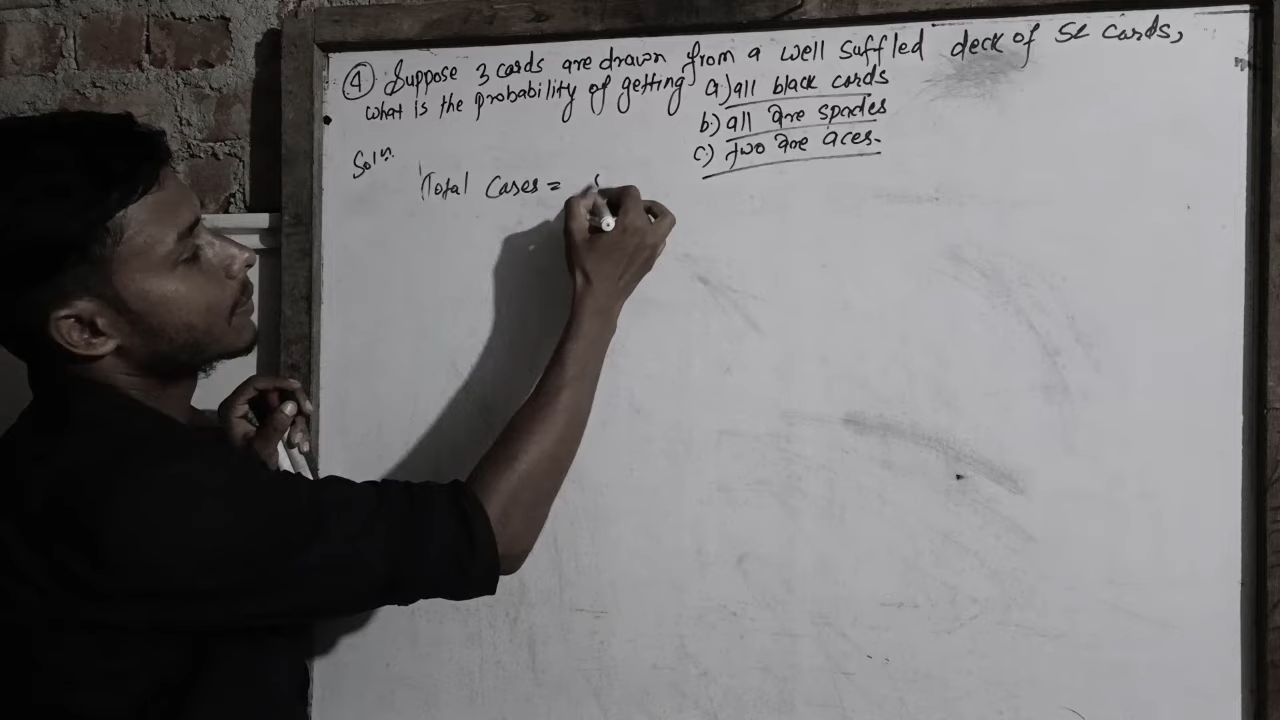 ④ Suppose 3 cards are drawn from a well suffled deck of 52 cards,
what is the probability of getting a.) all black cards
b.) all are spades
c) two are aces.
Solⁿ.
Total Cases =